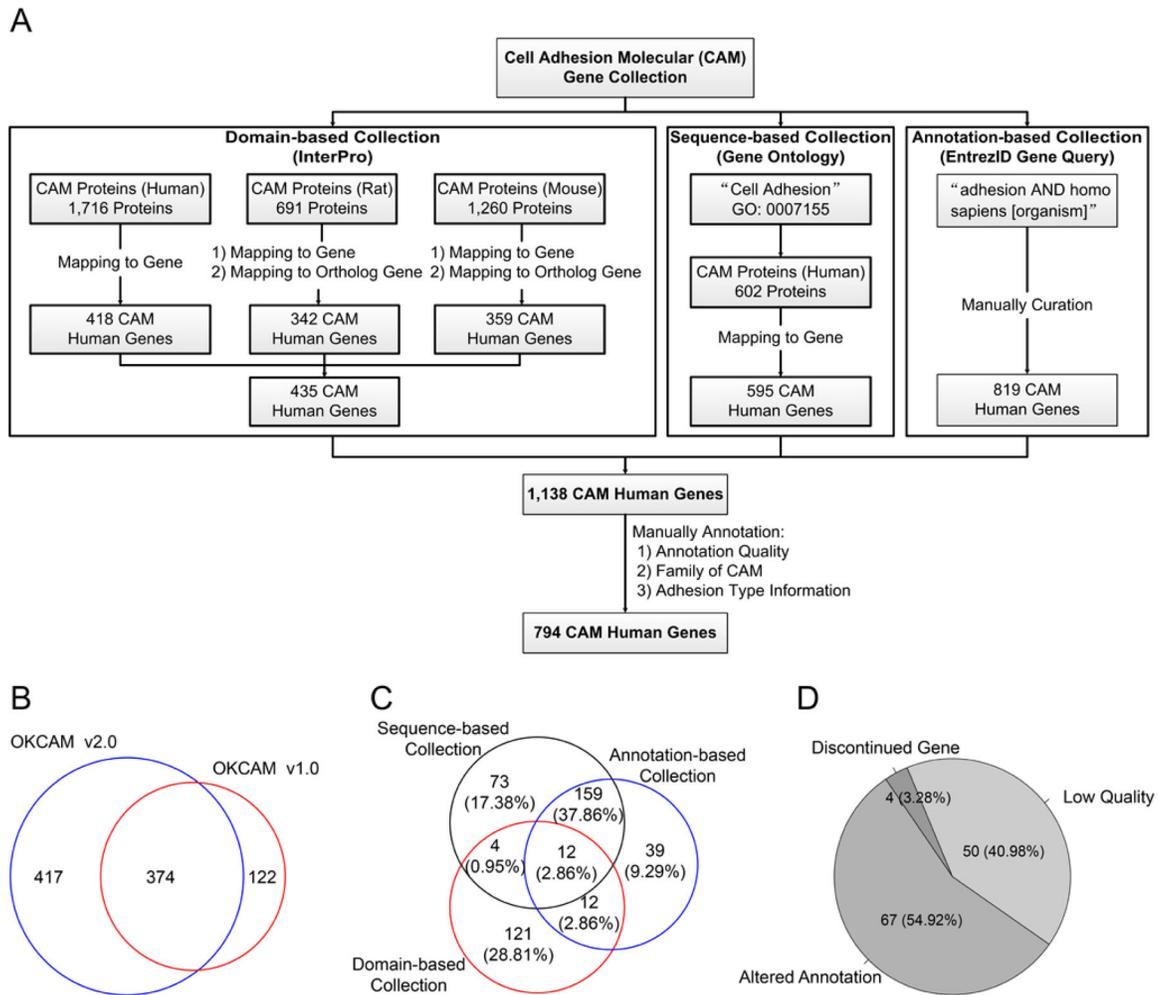 A
Cell Adhesion Molecular (CAM)
Gene Collection
Domain-based Collection
(InterPro)
CAM Proteins (Human)
1,716 Proteins
CAM Proteins (Rat)
691 Proteins
CAM Proteins (Mouse)
1,260 Proteins
Mapping to Gene
1) Mapping to Gene
2) Mapping to Ortholog Gene
1) Mapping to Gene
2) Mapping to Ortholog Gene
418 CAM
Human Genes
342 CAM
Human Genes
359 CAM
Human Genes
435 CAM
Human Genes
Sequence-based Collection
(Gene Ontology)
“Cell Adhesion”
GO: 0007155
CAM Proteins (Human)
602 Proteins
Mapping to Gene
595 CAM
Human Genes
Annotation-based Collection
(EntrezID Gene Query)
“adhesion AND homo
sapiens [organism]”
Manually Curation
819 CAM
Human Genes
1,138 CAM Human Genes
Manually Annotation:
1) Annotation Quality
2) Family of CAM
3) Adhesion Type Information
794 CAM Human Genes
B
OKCAM v2.0
OKCAM v1.0
417
374
122
C
Sequence-based
Collection
Annotation-based
Collection
73
(17.38%)
159
(37.86%)
4
(0.95%)
12
(2.86%)
39
(9.29%)
12
(2.86%)
121
(28.81%)
Domain-based
Collection
D
Discontinued Gene
4 (3.28%)
Low Quality
50 (40.98%)
67 (54.92%)
Altered Annotation